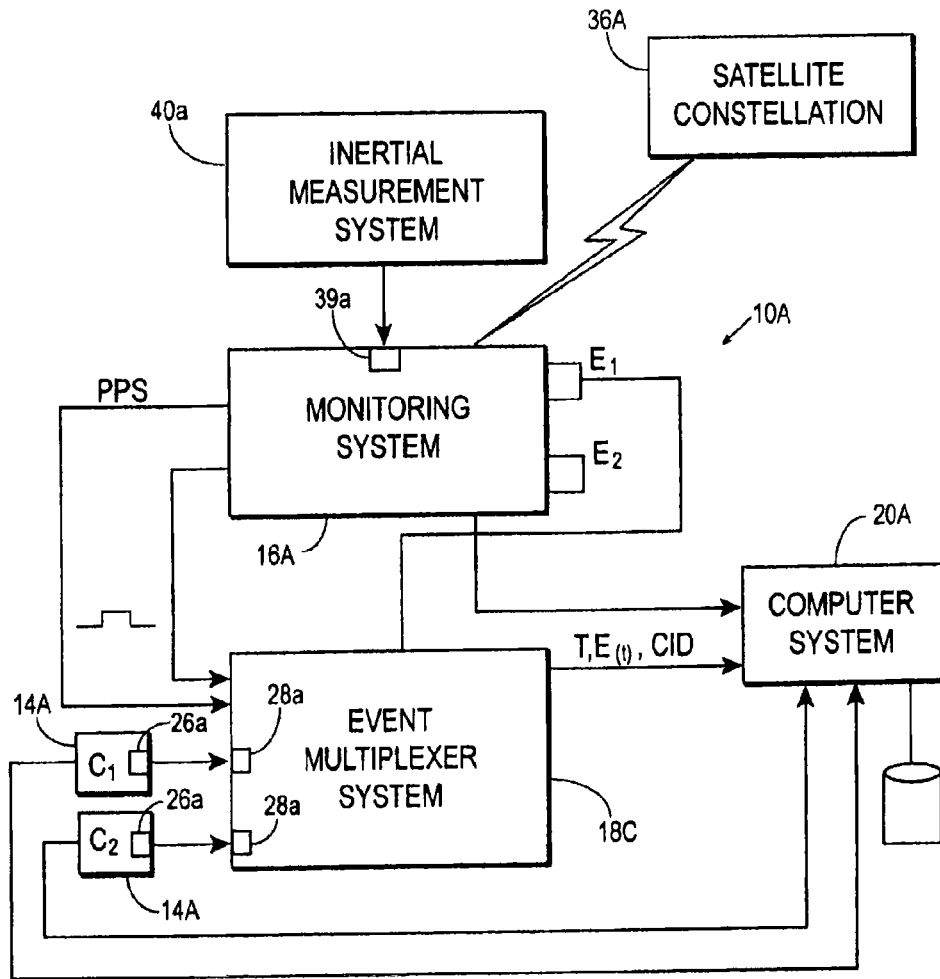 36A
SATELLITE
CONSTELLATION
40a
INERTIAL
MEASUREMENT
SYSTEM
39a
10A
PPS
MONITORING
SYSTEM
E1
E2
16A
20A
COMPUTER
SYSTEM
T,E(t), CID
14A
26a
C1
28a
EVENT
MULTIPLEXER
SYSTEM
26a
C2
28a
18C
14A